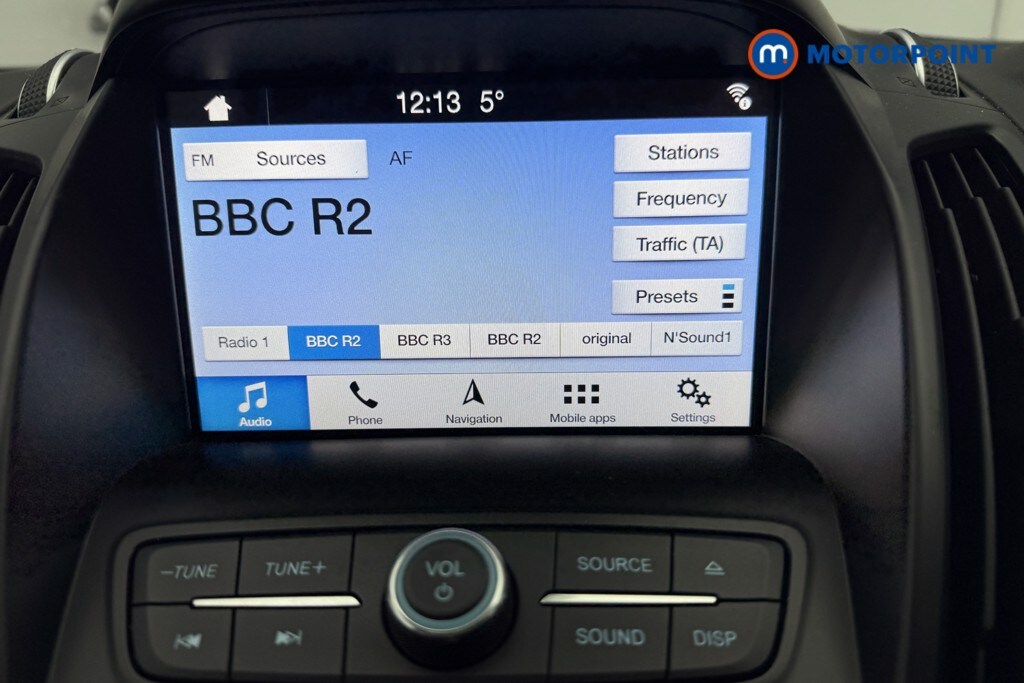 m MOTORPOINT
12:13 5°
FM Sources AF
Stations
BBC R2
Frequency
Traffic (TA)
Presets
Radio 1 BBC R2 BBC R3 BBC R2 original N'Sound1
Audio Phone Navigation Mobile apps Settings
-TUNE TUNE+ VOL SOURCE
SOUND DISP